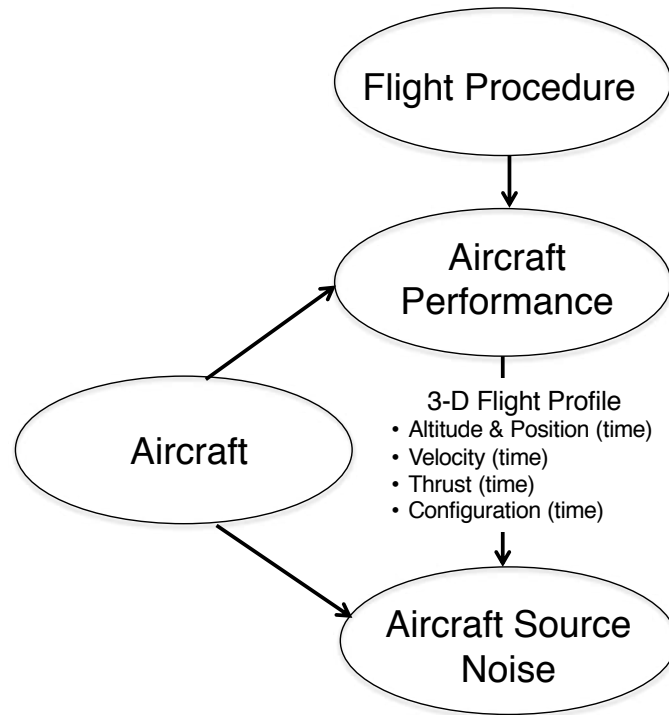 Flight Procedure
Aircraft
Performance
3-D Flight Profile
• Altitude & Position (time)
• Velocity (time)
• Thrust (time)
• Configuration (time)
Aircraft
Aircraft Source
Noise